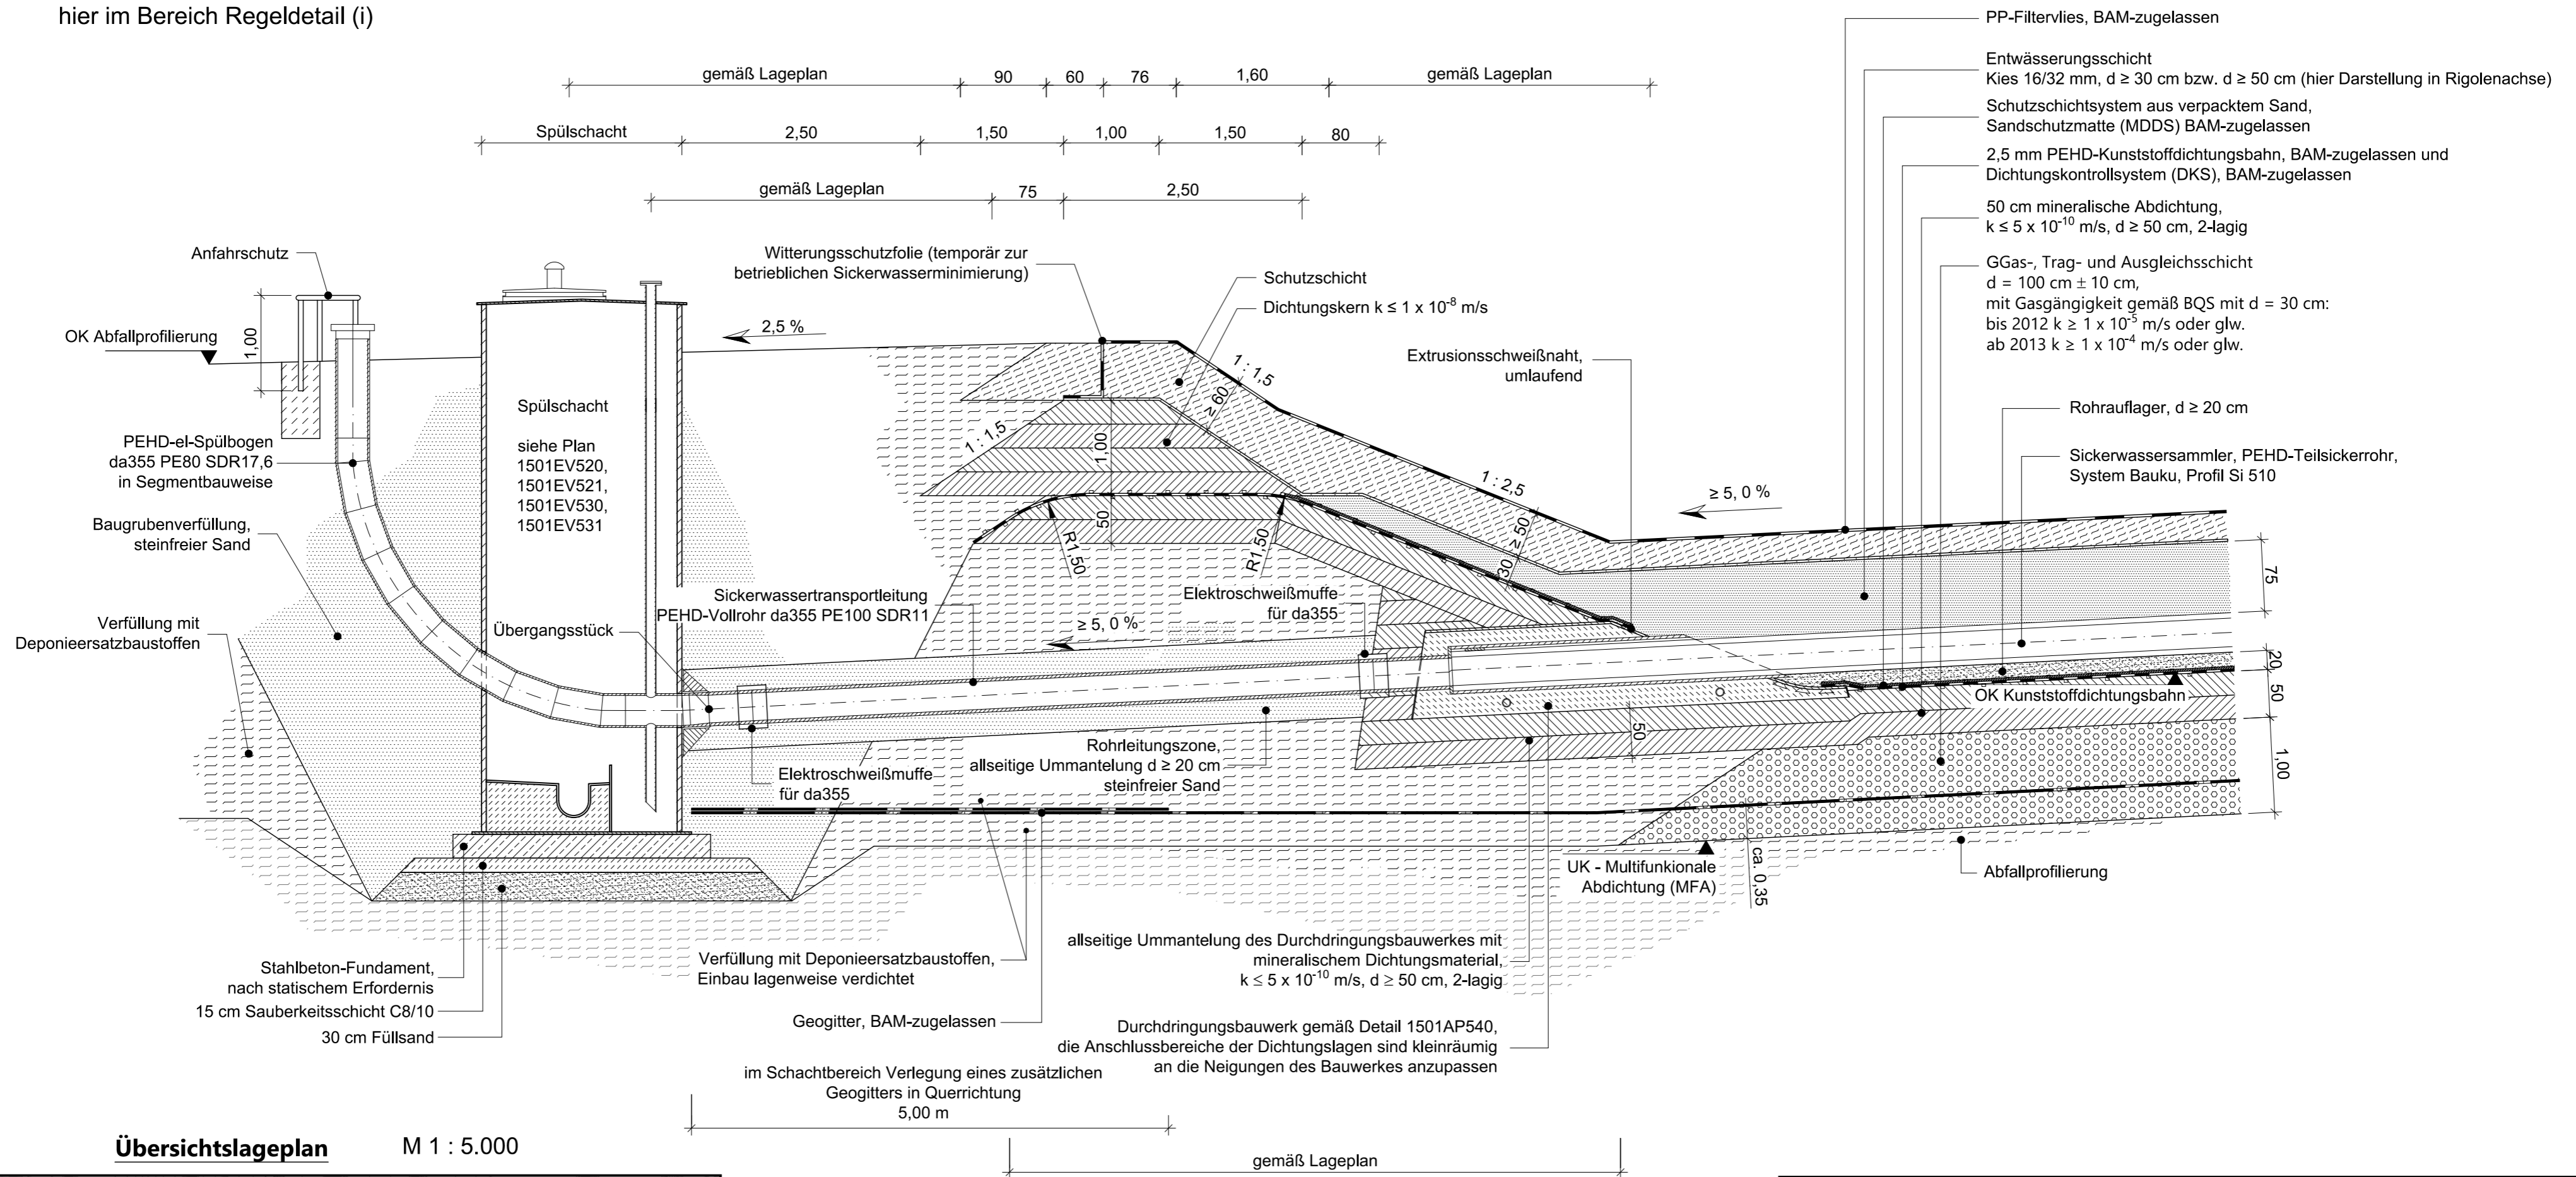 hier im Bereich Regeldetail (i)
gemäß Lageplan
90
60
76
1,60
gemäß Lageplan
Spülschacht
2,50
1,50
1,00
1,50
80
gemäß Lageplan
75
2,50
PP-Filtervlies, BAM-zugelassen
Entwässerungsschicht
Kies 16/32 mm, d ≥ 30 cm bzw. d ≥ 50 cm (hier Darstellung in Rigolenachse)
Schutzschichtsystem aus verpacktem Sand,
Sandschutzmatte (MDDS) BAM-zugelassen
2,5 mm PEHD-Kunststoffdichtungsbahn, BAM-zugelassen und
Dichtungskontrollsystem (DKS), BAM-zugelassen
50 cm mineralische Abdichtung,
k ≤ 5 x 10⁻¹⁰ m/s, d ≥ 50 cm, 2-lagig
GGas-, Trag- und Ausgleichsschicht
d = 100 cm ± 10 cm,
mit Gasgängigkeit gemäß BQS mit d = 30 cm:
bis 2012 k ≥ 1 x 10⁻⁵ m/s oder glw.
ab 2013 k ≥ 1 x 10⁻⁴ m/s oder glw.
Rohrauflager, d ≥ 20 cm
Sickerwassersammler, PEHD-Teilsickerrohr,
System Bauku, Profil Si 510
Anfahrschutz
1,00
OK Abfallprofilierung
PEHD-el-Spülbogen
da355 PE80 SDR17,6
in Segmentbauweise
Baugrubenverfüllung,
steinfreier Sand
Verfüllung mit
Deponieersatzbaustoffen
Spülschacht
siehe Plan
1501EV520,
1501EV521,
1501EV530,
1501EV531
2,5 %
Witterungsschutzfolie (temporär zur
betrieblichen Sickerwasserminimierung)
Schutzschicht
Dichtungskern k ≤ 1 x 10⁻⁸ m/s
Extrusionsschweißnaht,
umlaufend
1 : 1,5
≥ 60
1 : 1,5
1,00
1 : 2,5
≥ 5, 0 %
50
R1,50
R1,50
30
≥ 50
Sickerwassertransportleitung
PEHD-Vollrohr da355 PE100 SDR11
Übergangsstück
≥ 5, 0 %
Elektroschweißmuffe
für da355
75
20
50
1,00
OK Kunststoffdichtungsbahn
50
Rohrleitungszone,
allseitige Ummantelung d ≥ 20 cm
steinfreier Sand
Elektroschweißmuffe
für da355
UK - Multifunkionale
Abdichtung (MFA)
ca. 0,35
Abfallprofilierung
Stahlbeton-Fundament,
nach statischem Erfordernis
15 cm Sauberkeitsschicht C8/10
30 cm Füllsand
Verfüllung mit Deponieersatzbaustoffen,
Einbau lagenweise verdichtet
Geogitter, BAM-zugelassen
allseitige Ummantelung des Durchdringungsbauwerkes mit
mineralischem Dichtungsmaterial,
k ≤ 5 x 10⁻¹⁰ m/s, d ≥ 50 cm, 2-lagig
Durchdringungsbauwerk gemäß Detail 1501AP540,
die Anschlussbereiche der Dichtungslagen sind kleinräumig
an die Neigungen des Bauwerkes anzupassen
im Schachtbereich Verlegung eines zusätzlichen
Geogitters in Querrichtung
5,00 m
gemäß Lageplan
Übersichtslageplan M 1 : 5.000